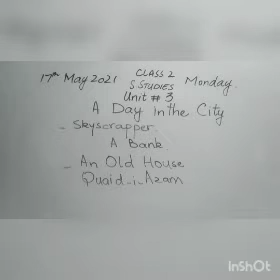 CLASS 2
17th May 2021 S STUDIES Monday.
Unit # 3
A Day In the City
- Skyscrapper
A Bank
- An Old House
Quaid-i-Azam
InShOt